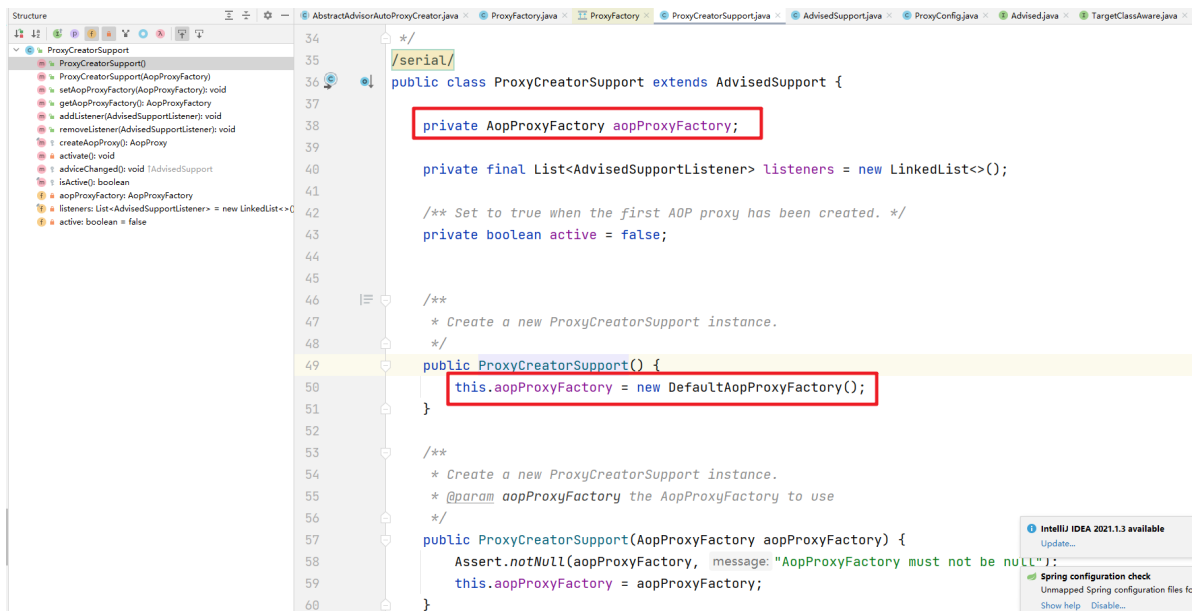 Structure
AbstractAdvisorAutoProxyCreator.java
ProxyFactory.java
ProxyFactory
ProxyCreatorSupport.java
AdvisedSupport.java
ProxyConfig.java
Advised.java
TargetClassAware.java
ProxyCreatorSupport
ProxyCreatorSupport()
ProxyCreatorSupport(AopProxyFactory)
setAopProxyFactory(AopProxyFactory): void
getAopProxyFactory(): AopProxyFactory
addListener(AdvisedSupportListener): void
removeListener(AdvisedSupportListener): void
createAopProxy(): AopProxy
activate(): void
adviceChanged(): void ↑AdvisedSupport
isActive(): boolean
aopProxyFactory: AopProxyFactory
listeners: List<AdvisedSupportListener> = new LinkedList<>()
active: boolean = false
34 */
35 /serial/
36 public class ProxyCreatorSupport extends AdvisedSupport {
37
38 private AopProxyFactory aopProxyFactory;
39
40 private final List<AdvisedSupportListener> listeners = new LinkedList<>();
41
42 /** Set to true when the first AOP proxy has been created. */
43 private boolean active = false;
44
45
46 /**
47 * Create a new ProxyCreatorSupport instance.
48 */
49 public ProxyCreatorSupport() {
50 this.aopProxyFactory = new DefaultAopProxyFactory();
51 }
52
53 /**
54 * Create a new ProxyCreatorSupport instance.
55 * @param aopProxyFactory the AopProxyFactory to use
56 */
57 public ProxyCreatorSupport(AopProxyFactory aopProxyFactory) {
58 Assert.notNull(aopProxyFactory, message: "AopProxyFactory must not be null");
59 this.aopProxyFactory = aopProxyFactory;
60 }
IntelliJ IDEA 2021.1.3 available
Update...
Spring configuration check
Unmapped Spring configuration files fo
Show help Disable...